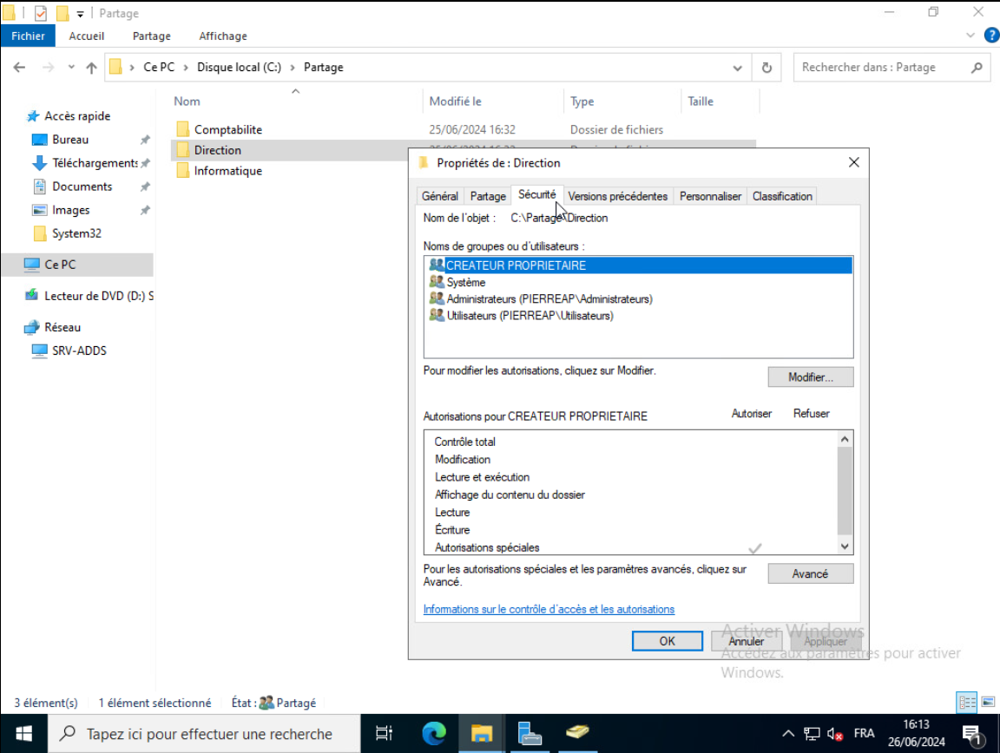 Partage
Fichier Accueil Partage Affichage
Ce PC Disque local (C:) Partage
Rechercher dans : Partage
Accès rapide
Bureau
Téléchargements
Documents
Images
System32
Ce PC
Lecteur de DVD (D:) S
Réseau
SRV-ADDS
Nom Modifié le Type Taille
Comptabilite 25/06/2024 16:32 Dossier de fichiers
Direction
Informatique
Propriétés de : Direction
Général Partage Sécurité Versions précédentes Personnaliser Classification
Nom de l'objet : C:\Partage\Direction
Noms de groupes ou d'utilisateurs :
CREATEUR PROPRIETAIRE
Système
Administrateurs (PIERREAP\Administrateurs)
Utilisateurs (PIERREAP\Utilisateurs)
Pour modifier les autorisations, cliquez sur Modifier.
Modifier...
Autorisations pour CREATEUR PROPRIETAIRE Autoriser Refuser
Contrôle total
Modification
Lecture et exécution
Affichage du contenu du dossier
Lecture
Écriture
Autorisations spéciales
Pour les autorisations spéciales et les paramètres avancés, cliquez sur
Avancé.
Avancé
Informations sur le contrôle d'accès et les autorisations
OK Annuler Appliquer
Activer Windows
Accédez aux paramètres pour activer
Windows.
3 élément(s) 1 élément sélectionné État : Partagé
Tapez ici pour effectuer une recherche
FRA
16:13
26/06/2024
1